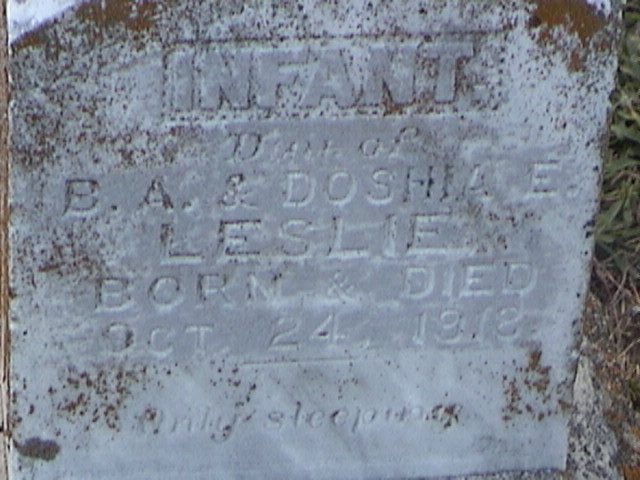 INFANT.
Dau. of
B. A. & DOSHIA E.
LESLIE.
BORN & DIED
OCT. 24, 1918
Only sleeping